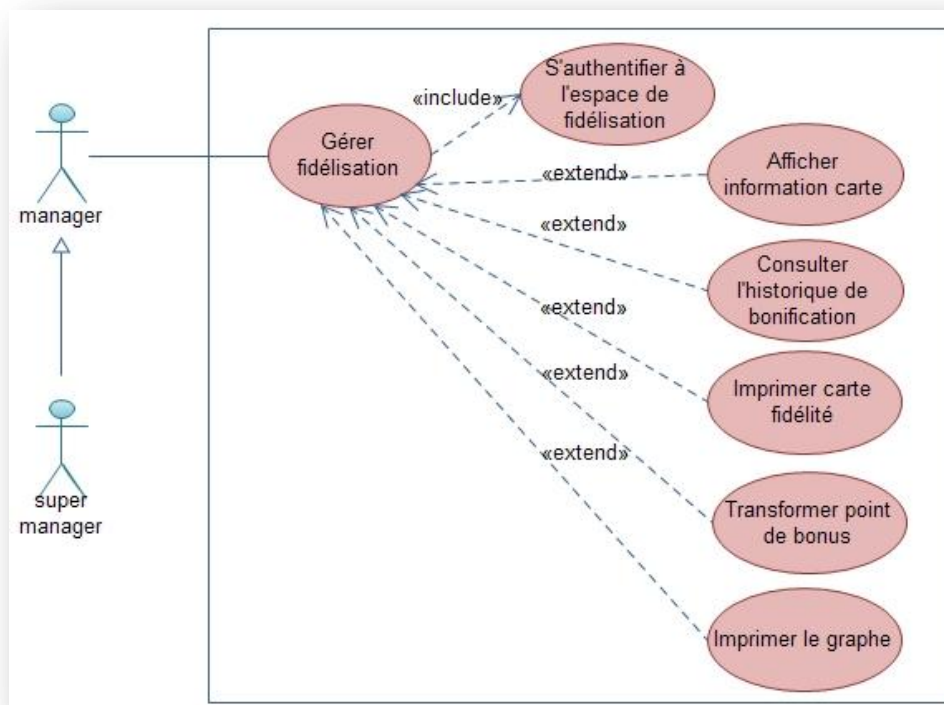 S'authentifier à
l'espace de
fidélisation
«include»
Gérer
fidélisation
Afficher
information carte
«extend»
manager
«extend»
Consulter
l'historique de
bonification
«extend»
Imprimer carte
fidélité
«extend»
«extend»
super
manager
Transformer point
de bonus
Imprimer le graphe